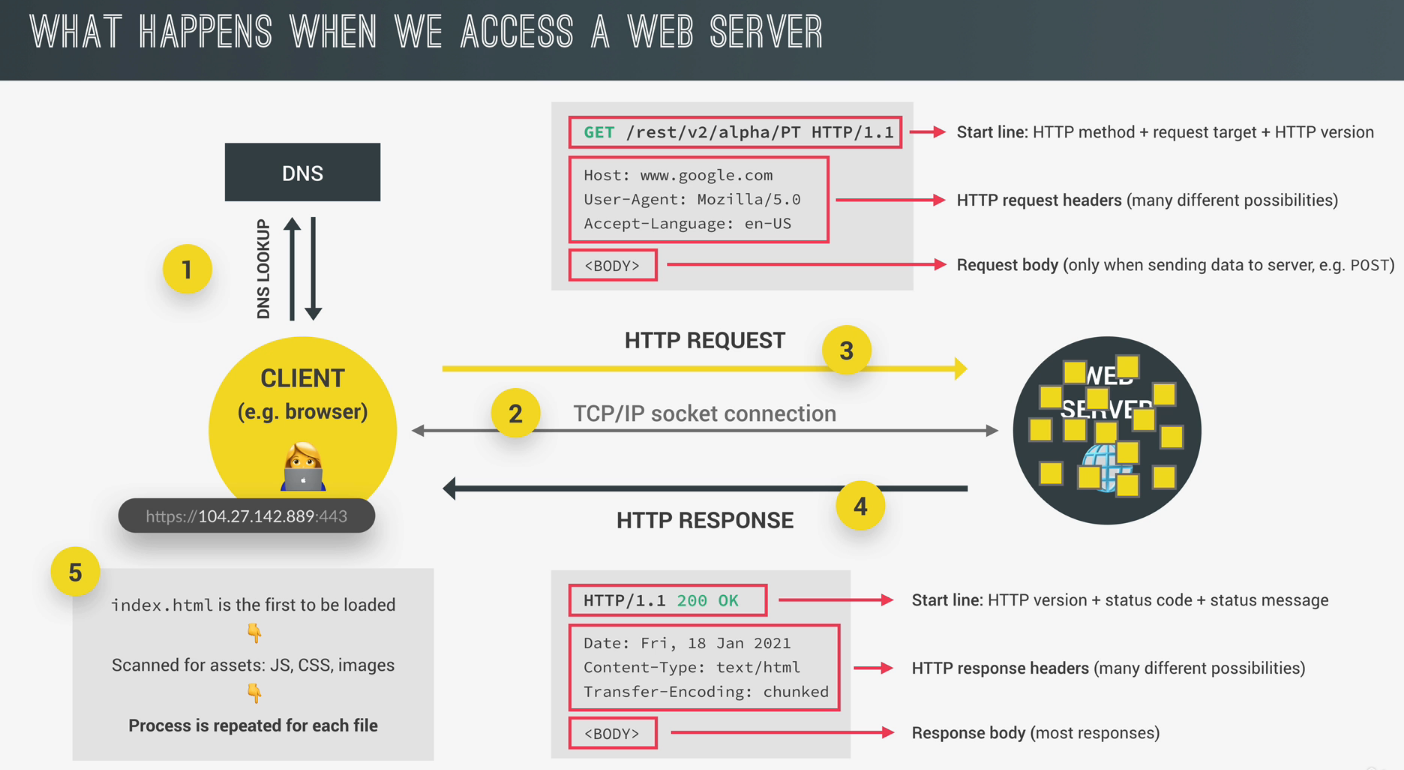 WHAT HAPPENS WHEN WE ACCESS A WEB SERVER
GET /rest/v2/alpha/PT HTTP/1.1
Start line: HTTP method + request target + HTTP version
Host: www.google.com
User-Agent: Mozilla/5.0
Accept-Language: en-US
HTTP request headers (many different possibilities)
<BODY>
Request body (only when sending data to server, e.g. POST)
DNS
DNS LOOKUP
1
HTTP REQUEST
3
CLIENT
(e.g. browser)
2
TCP/IP socket connection
WEB
SERVER
https://104.27.142.889:443
4
HTTP RESPONSE
5
index.html is the first to be loaded
Scanned for assets: JS, CSS, images
Process is repeated for each file
HTTP/1.1 200 OK
Start line: HTTP version + status code + status message
Date: Fri, 18 Jan 2021
Content-Type: text/html
Transfer-Encoding: chunked
HTTP response headers (many different possibilities)
<BODY>
Response body (most responses)